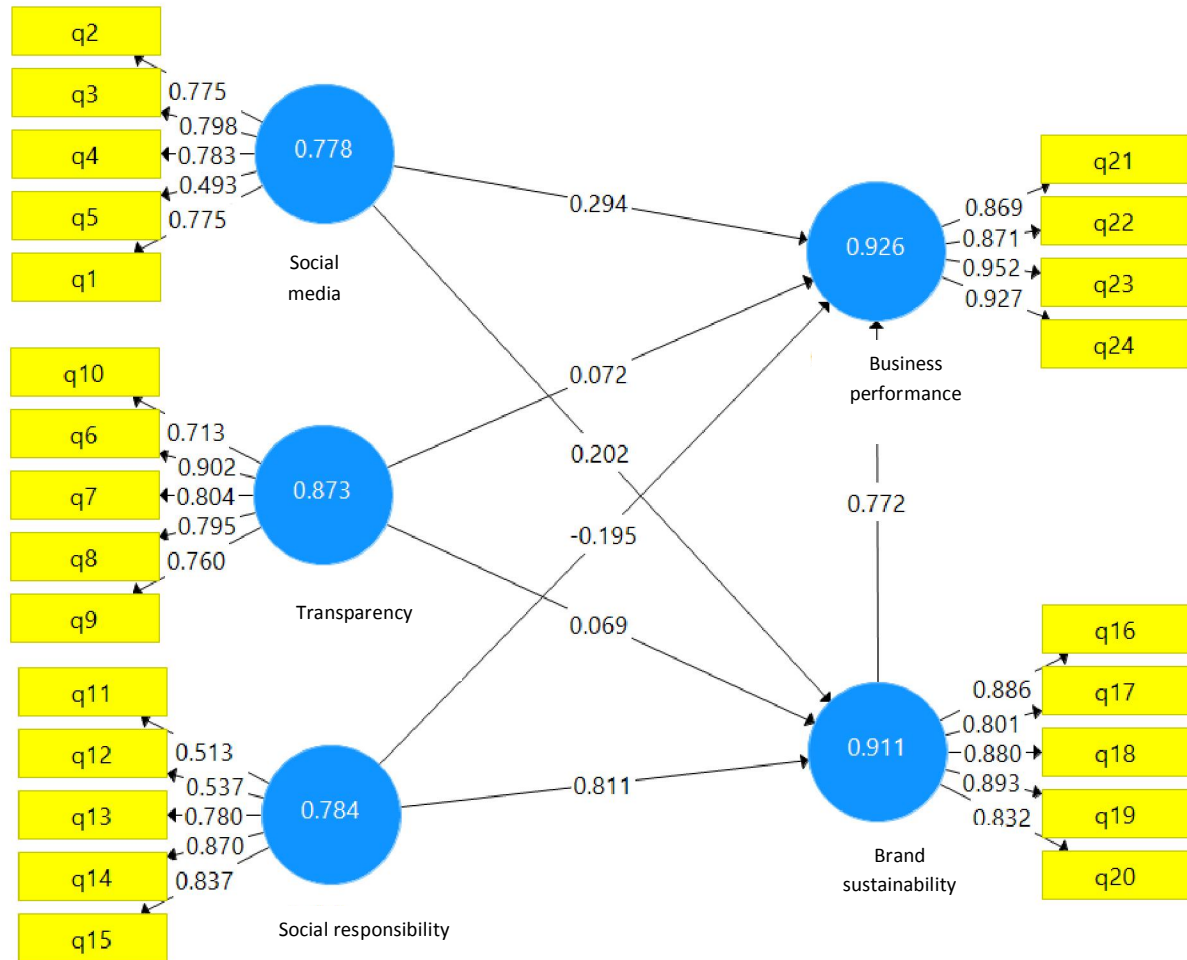 q2
q3
q4
q5
q1
0.775
0.798
0.783
0.493
0.775
0.778
Social
media
q10
q6
q7
q8
q9
0.713
0.902
0.804
0.795
0.760
0.873
Transparency
q11
q12
q13
q14
q15
0.513
0.537
0.780
0.870
0.837
0.784
Social responsibility
0.294
0.072
0.202
-0.195
0.069
0.811
0.772
0.926
Business
performance
0.869
0.871
0.952
0.927
q21
q22
q23
q24
0.911
Brand
sustainability
0.886
0.801
0.880
0.893
0.832
q16
q17
q18
q19
q20